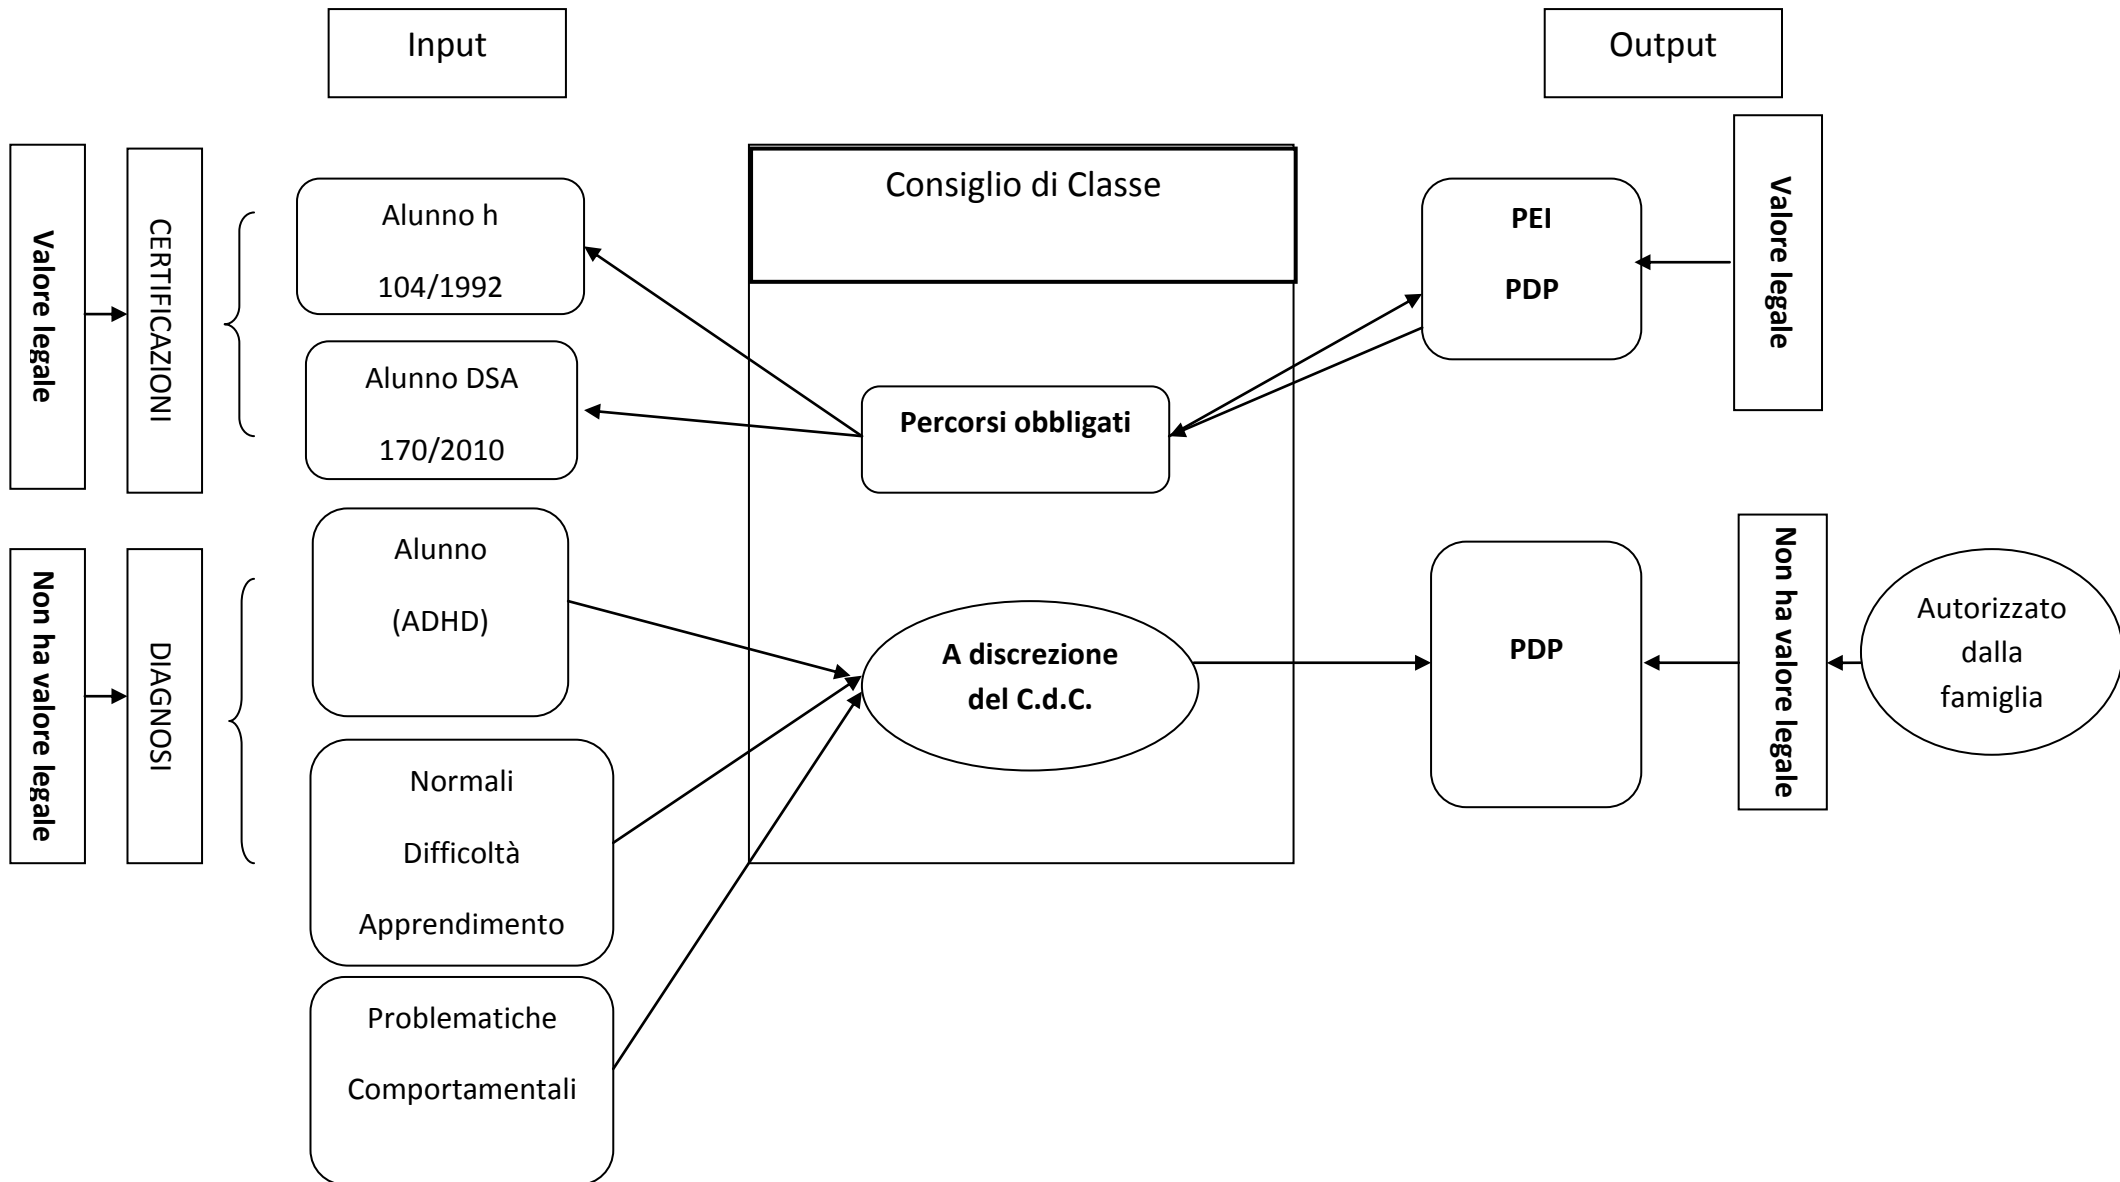 Input
Output
Valore legale
CERTIFICAZIONI
Alunno h
104/1992
Alunno DSA
170/2010
Consiglio di Classe
Percorsi obbligati
PEI
PDP
Valore legale
Non ha valore legale
DIAGNOSI
Alunno
(ADHD)
Normali
Difficoltà
Apprendimento
Problematiche
Comportamentali
A discrezione
del C.d.C.
PDP
Non ha valore legale
Autorizzato
dalla
famiglia